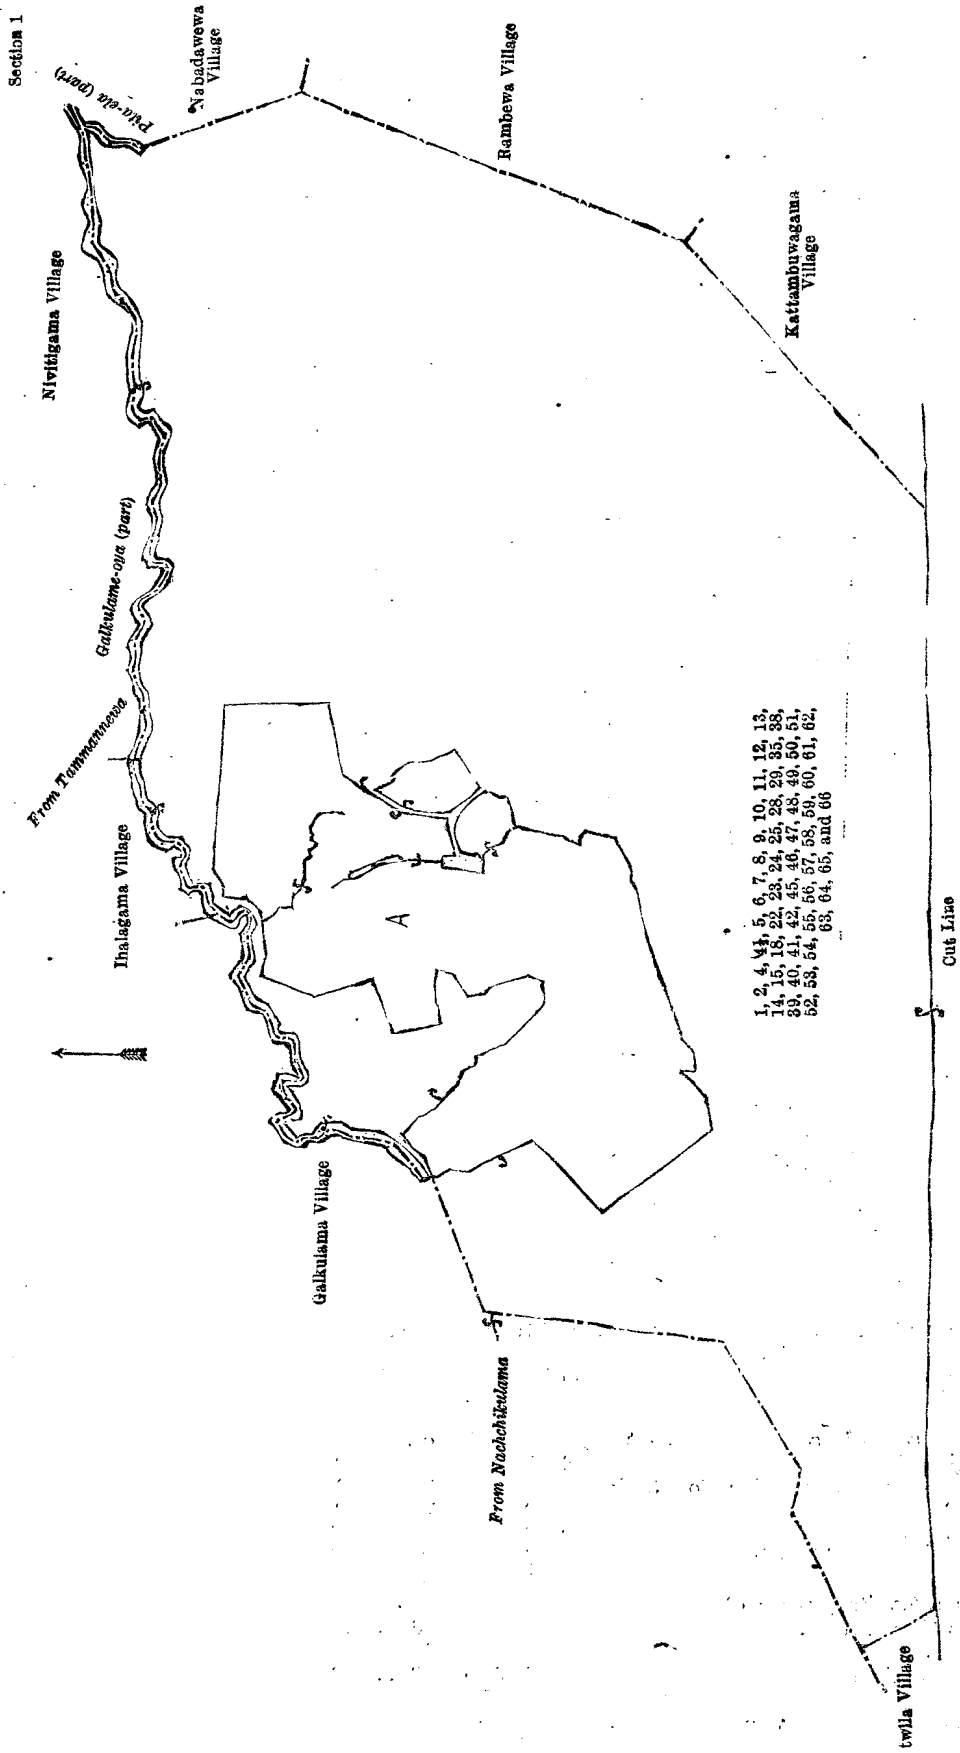 Section 1
Pita-ela (part)
Nabadawewa
Village
Rambewa Village
Kattambuwagama
Village
Nivitigama Village
Galkulame-oya (part)
From Tammannewa
Ihalagama Village
A
Galkulama Village
From Nachchikulama
1, 2, 4, 4½, 5, 6, 7, 8, 9, 10, 11, 12, 13,
14, 15, 18, 22, 23, 24, 25, 28, 29, 35, 38,
39, 40, 41, 42, 45, 46, 47, 48, 49, 50, 51,
52, 53, 54, 55, 56, 57, 58, 59, 60, 61, 62,
63, 64, 65, and 66
Cut Line
twila Village